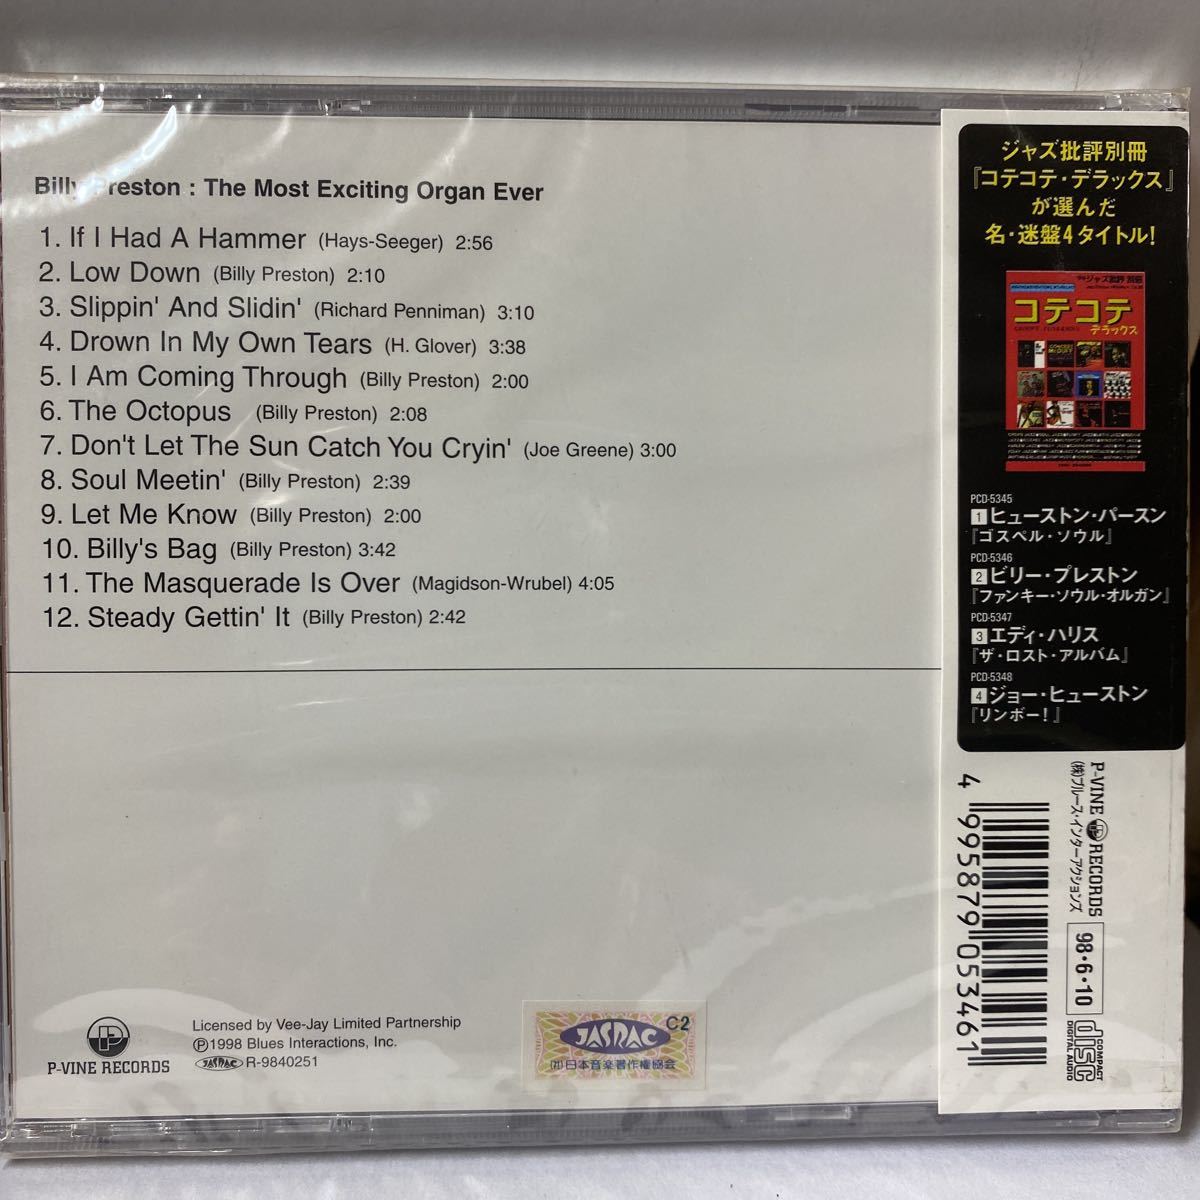 Billy Preston : The Most Exciting Organ Ever
1. If I Had A Hammer (Hays-Seeger) 2:56
2. Low Down (Billy Preston) 2:10
3. Slippin' And Slidin' (Richard Penniman) 3:10
4. Drown In My Own Tears (H. Glover) 3:38
5. I Am Coming Through (Billy Preston) 2:00
6. The Octopus (Billy Preston) 2:08
7. Don't Let The Sun Catch You Cryin' (Joe Greene) 3:00
8. Soul Meetin' (Billy Preston) 2:39
9. Let Me Know (Billy Preston) 2:00
10. Billy's Bag (Billy Preston) 3:42
11. The Masquerade Is Over (Magidson-Wrubel) 4:05
12. Steady Gettin' It (Billy Preston) 2:42
P-VINE RECORDS
Licensed by Vee-Jay Limited Partnership
Ⓟ1998 Blues Interactions, Inc.
JASRAC R-9840251
JASRAC C2
(社)日本音楽著作権協会
ジャズ批評別冊
『コテコテ・デラックス』
が選んだ
名・迷盤4タイトル!
ジャズ批評 別冊
コテコテ
デラックス
PCD-5345
1 ヒューストン・パースン
『ゴスペル・ソウル』
PCD-5346
2 ビリー・プレストン
『ファンキー・ソウル・オルガン』
PCD-5347
3 エディ・ハリス
『ザ・ロスト・アルバム』
PCD-5348
4 ジョー・ヒューストン
『リンボー!』
P-VINE RECORDS
(株)ブルース・インターアクションズ
98・6・10
COMPACT disc DIGITAL AUDIO
4 995879 053461